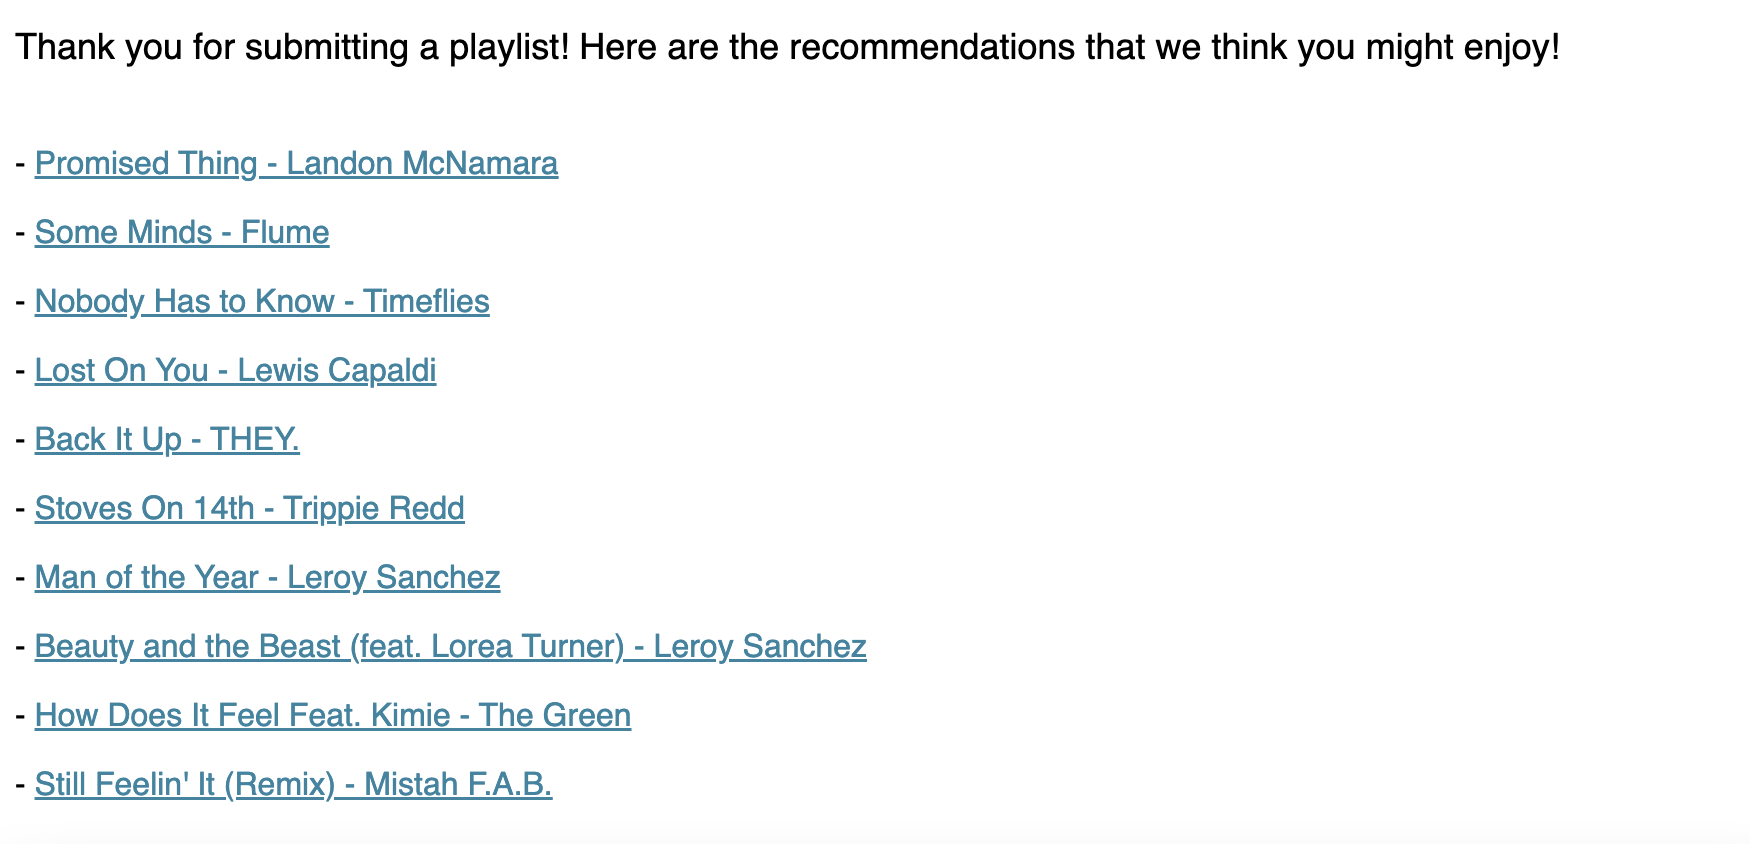 Thank you for submitting a playlist! Here are the recommendations that we think you might enjoy!
- Promised Thing - Landon McNamara
- Some Minds - Flume
- Nobody Has to Know - Timeflies
- Lost On You - Lewis Capaldi
- Back It Up - THEY.
- Stoves On 14th - Trippie Redd
- Man of the Year - Leroy Sanchez
- Beauty and the Beast (feat. Lorea Turner) - Leroy Sanchez
- How Does It Feel Feat. Kimie - The Green
- Still Feelin' It (Remix) - Mistah F.A.B.